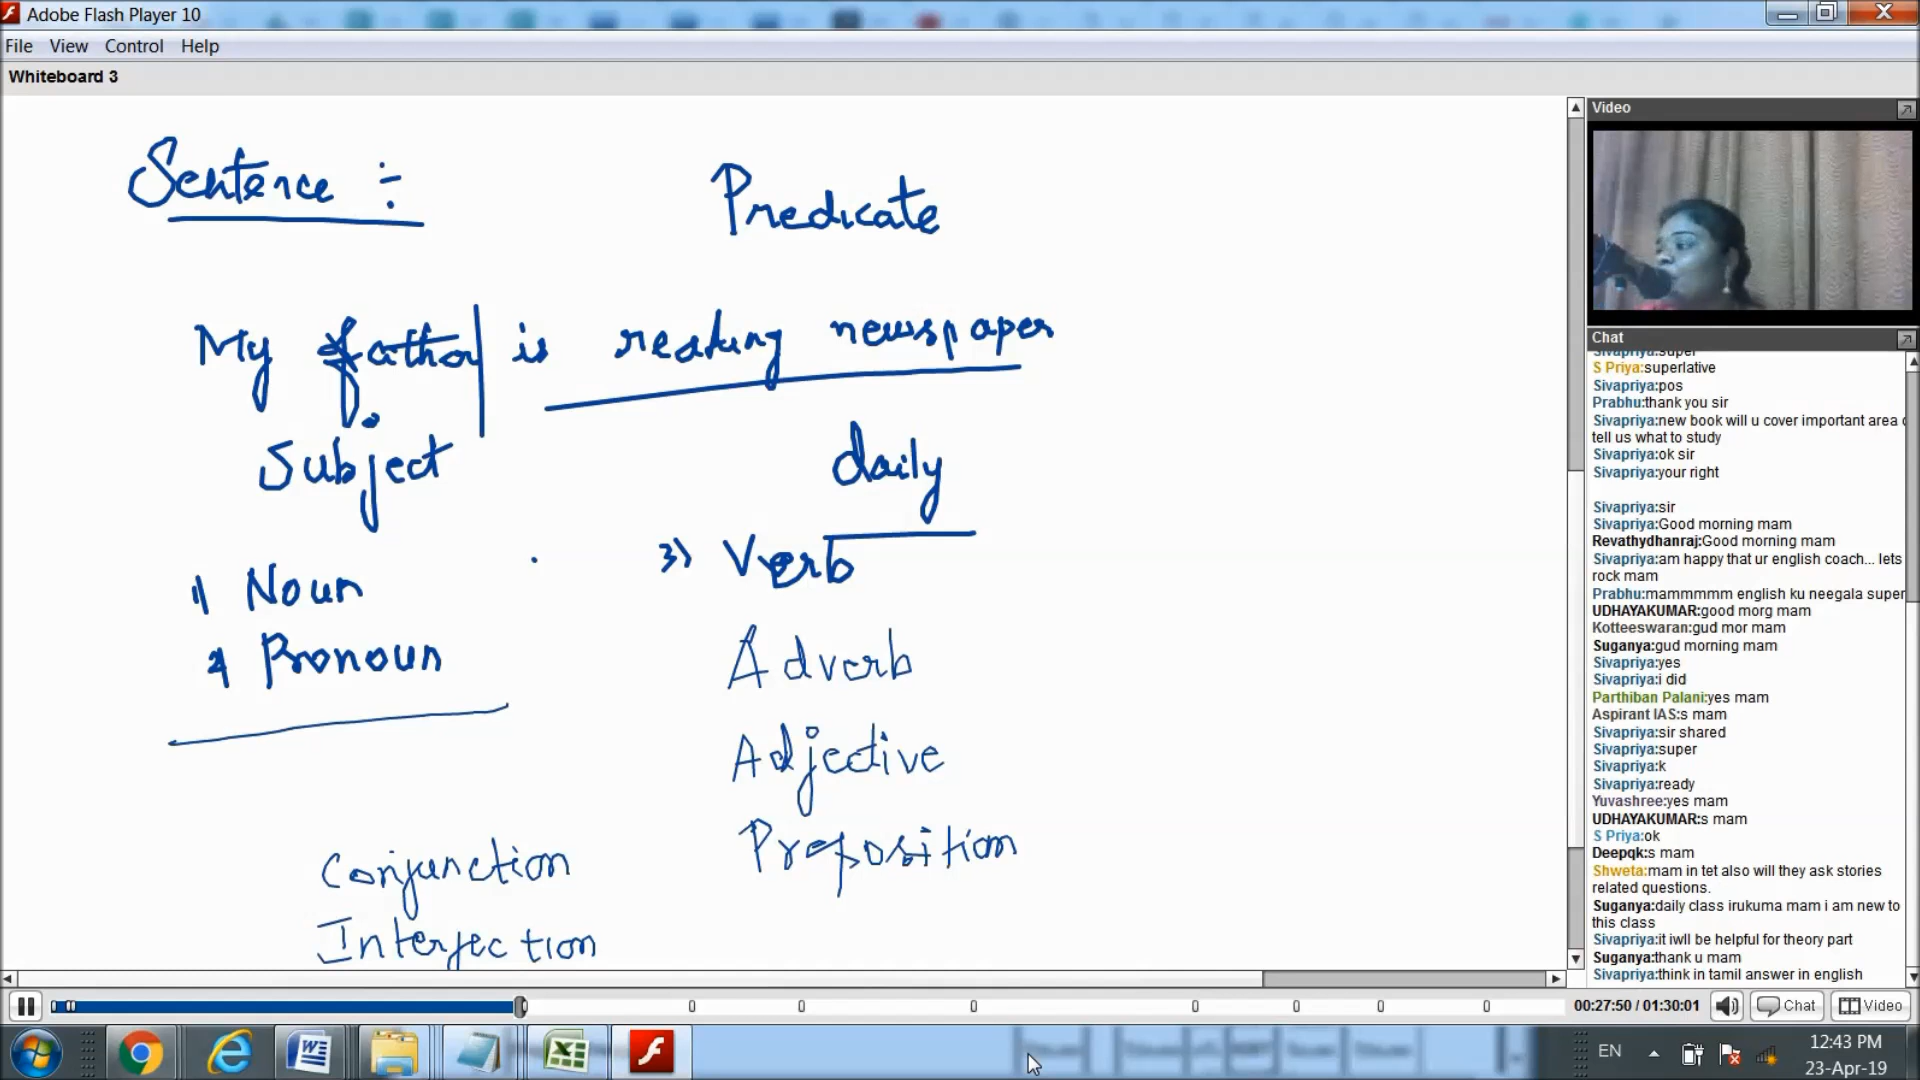 Adobe Flash Player 10
File View Control Help
Whiteboard 3
Sentence :-
Predicate
My father is reading newspaper
Subject
daily
1) Noun
3) Verb
2) Pronoun
Adverb
Adjective
Preposition
Conjunction
Interjection
Video
Chat
Sivapriya:super
S Priya:superlative
Sivapriya:pos
Prabhu:thank you sir
Sivapriya:new book will u cover important area
tell us what to study
Sivapriya:ok sir
Sivapriya:your right
Sivapriya:sir
Sivapriya:Good morning mam
Revathydhanraj:Good morning mam
Sivapriya:am happy that ur english coach... lets
rock mam
Prabhu:mammmmm english ku neegala super
UDHAYAKUMAR:good morg mam
Kotteeswaran:gud mor mam
Suganya:gud morning mam
Sivapriya:yes
Sivapriya:i did
Parthiban Palani:yes mam
Aspirant IAS:s mam
Sivapriya:sir shared
Sivapriya:super
Sivapriya:k
Sivapriya:ready
Yuvashree:yes mam
UDHAYAKUMAR:s mam
S Priya:ok
Deepqk:s mam
Shweta:mam in tet also will they ask stories
related questions.
Suganya:daily class irukuma mam i am new to
this class
Sivapriya:it iwll be helpful for theory part
Suganya:thank u mam
Sivapriya:think in tamil answer in english
00:27:50 / 01:30:01 Chat Video
EN 12:43 PM
23-Apr-19